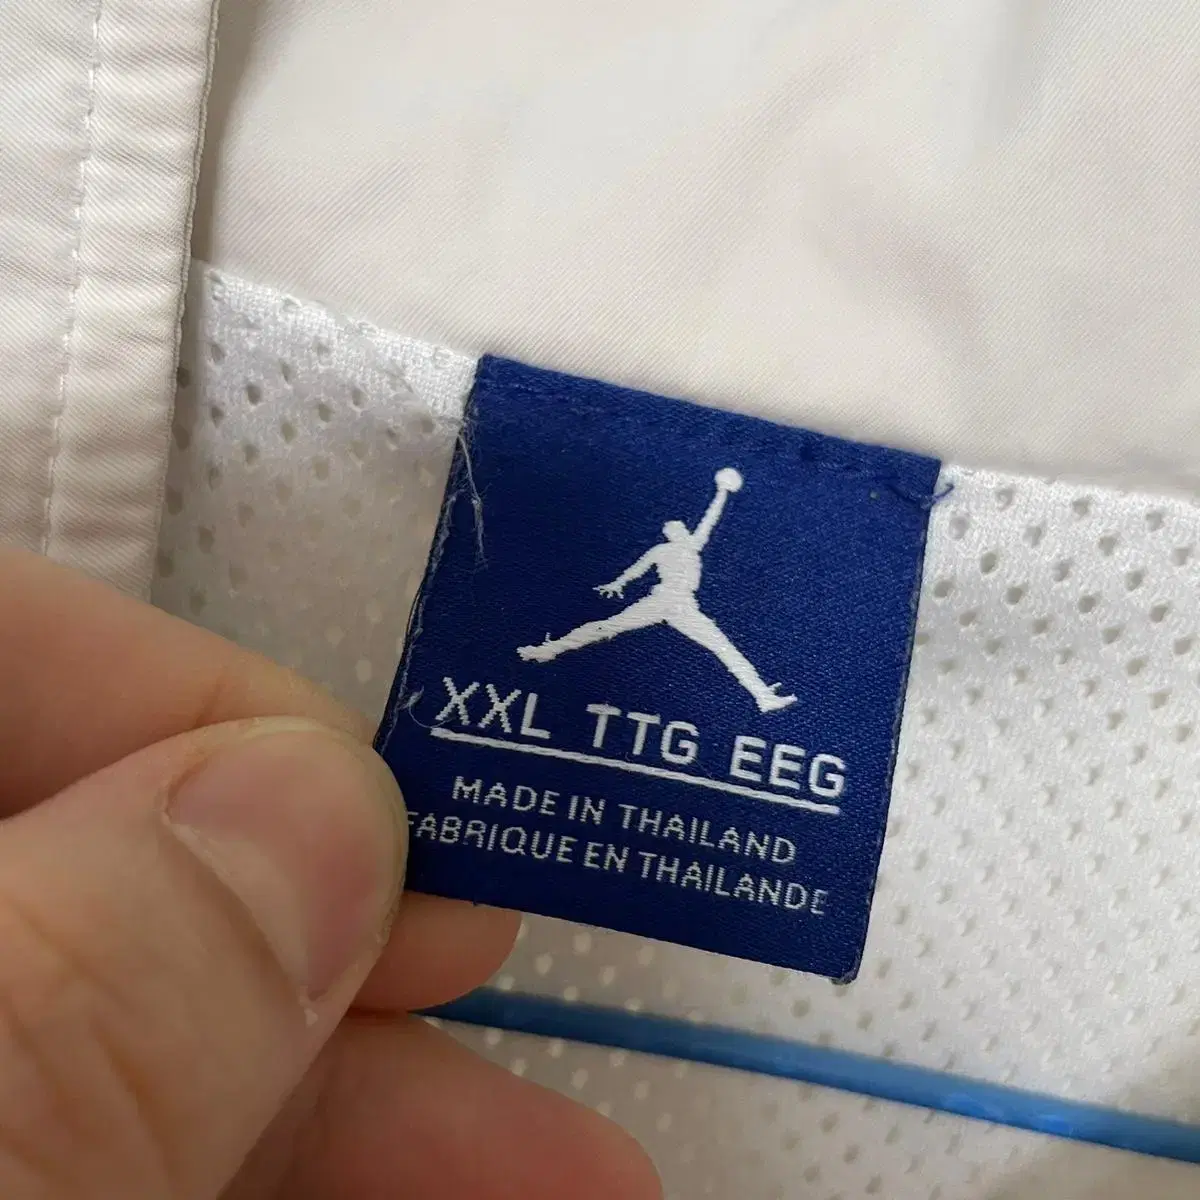 XXL TTG EEG
MADE IN THAILAND
FABRIQUE EN THAILANDE